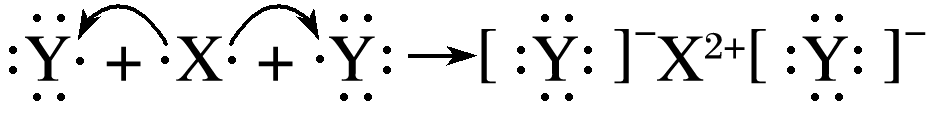 :Y· + ·X· + ·Y: → [ :Y: ]⁻X²⁺[ :Y: ]⁻